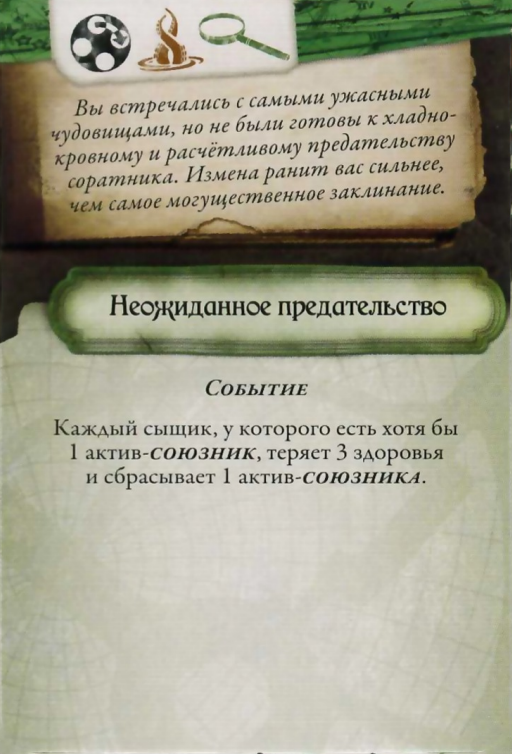 Вы встречались с самыми ужасными
чудовищами, но не были готовы к хладно-
кровному и расчётливому предательству
соратника. Измена ранит вас сильнее,
чем самое могущественное заклинание.
Неожиданное предательство
Событие
Каждый сыщик, у которого есть хотя бы
1 актив-союзник, теряет 3 здоровья
и сбрасывает 1 актив-союзника.